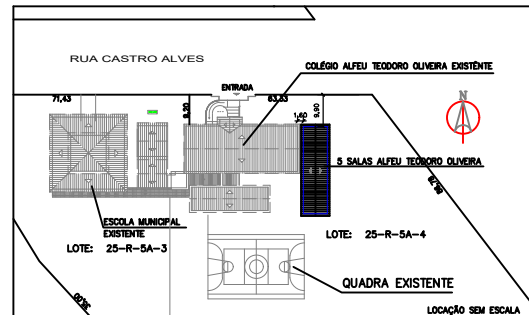 RUA CASTRO ALVES
COLÉGIO ALFEU TEODORO OLIVEIRA EXISTENTE
ENTRADA
71,43
63,53
N
8,20
1,60
9,90
5 SALAS ALFEU TEODORO OLIVEIRA
ESCOLA MUNICIPAL
EXISTENTE
LOTE: 25-R-5A-3
LOTE: 25-R-5A-4
QUADRA EXISTENTE
LOCAÇÃO SEM ESCALA